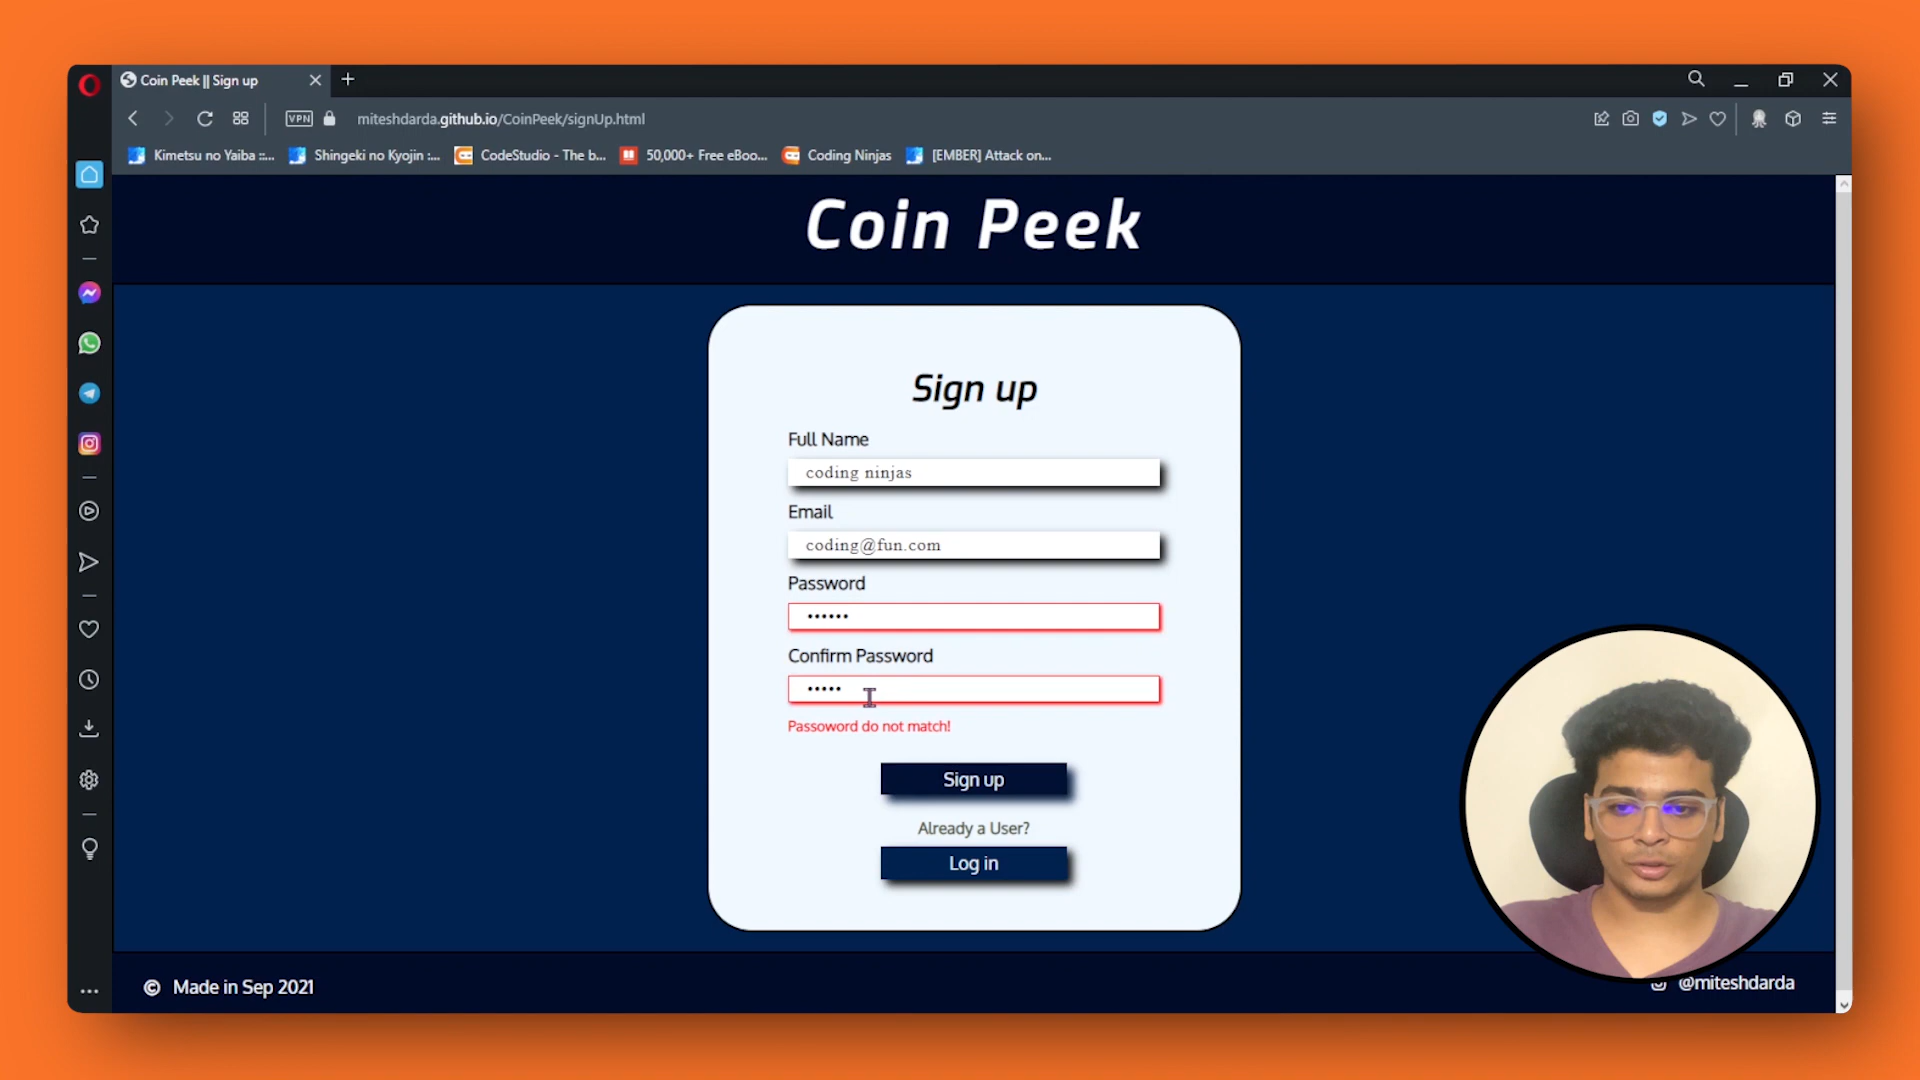 Coin Peek || Sign up
VPN
miteshdarda.github.io/CoinPeek/signUp.html
Kimetsu no Yaiba ::... Shingeki no Kyojin :... CodeStudio - The b... 50,000+ Free eBoo... Coding Ninjas [EMBER] Attack on...
Coin Peek
Sign up
Full Name
coding ninjas
Email
coding@fun.com
Password
••••••
Confirm Password
•••••
Passoword do not match!
Sign up
Already a User?
Log in
© Made in Sep 2021
@miteshdarda